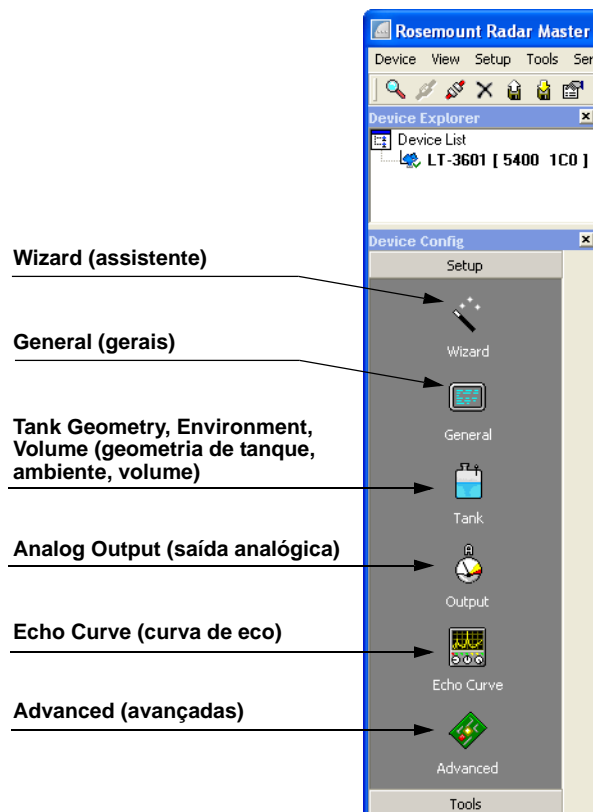 Rosemount Radar Master
Device View Setup Tools Ser
Device Explorer
Device List
LT-3601 [ 5400 1C0 ]
Device Config
Setup
Wizard (assistente)
Wizard
General (gerais)
General
Tank Geometry, Environment,
Volume (geometria de tanque,
ambiente, volume)
Tank
Analog Output (saída analógica)
Output
Echo Curve (curva de eco)
Echo Curve
Advanced (avançadas)
Advanced
Tools